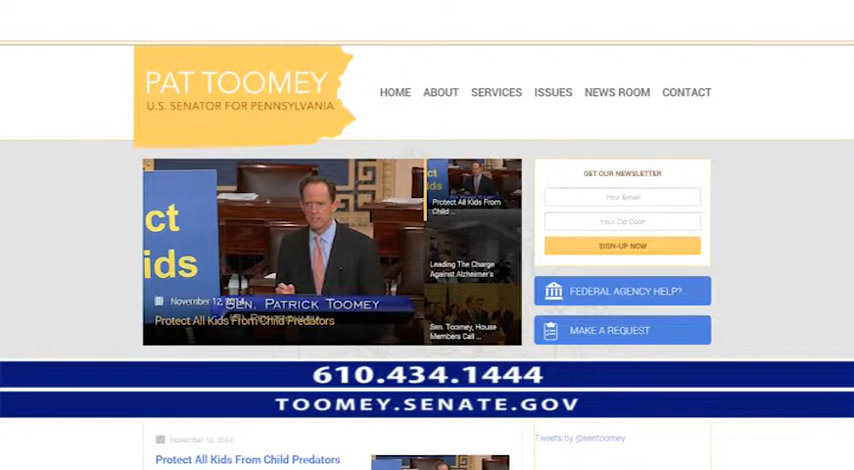 PAT TOOMEY
U.S. SENATOR FOR PENNSYLVANIA
HOME ABOUT SERVICES ISSUES NEWS ROOM CONTACT
ct
ids
November 12, 2014
SEN. PATRICK TOOMEY
Protect All Kids From Child Predators
ct
ids
Protect All Kids From
Child ...
Leading The Charge
Against Alzheimer's
Sen. Toomey, House
Members Call ...
GET OUR NEWSLETTER
Your Email
Your Zip Code
SIGN-UP NOW
FEDERAL AGENCY HELP?
MAKE A REQUEST
610.434.1444
TOOMEY.SENATE.GOV
November 12, 2014
Protect All Kids From Child Predators
Tweets by @sentoomey